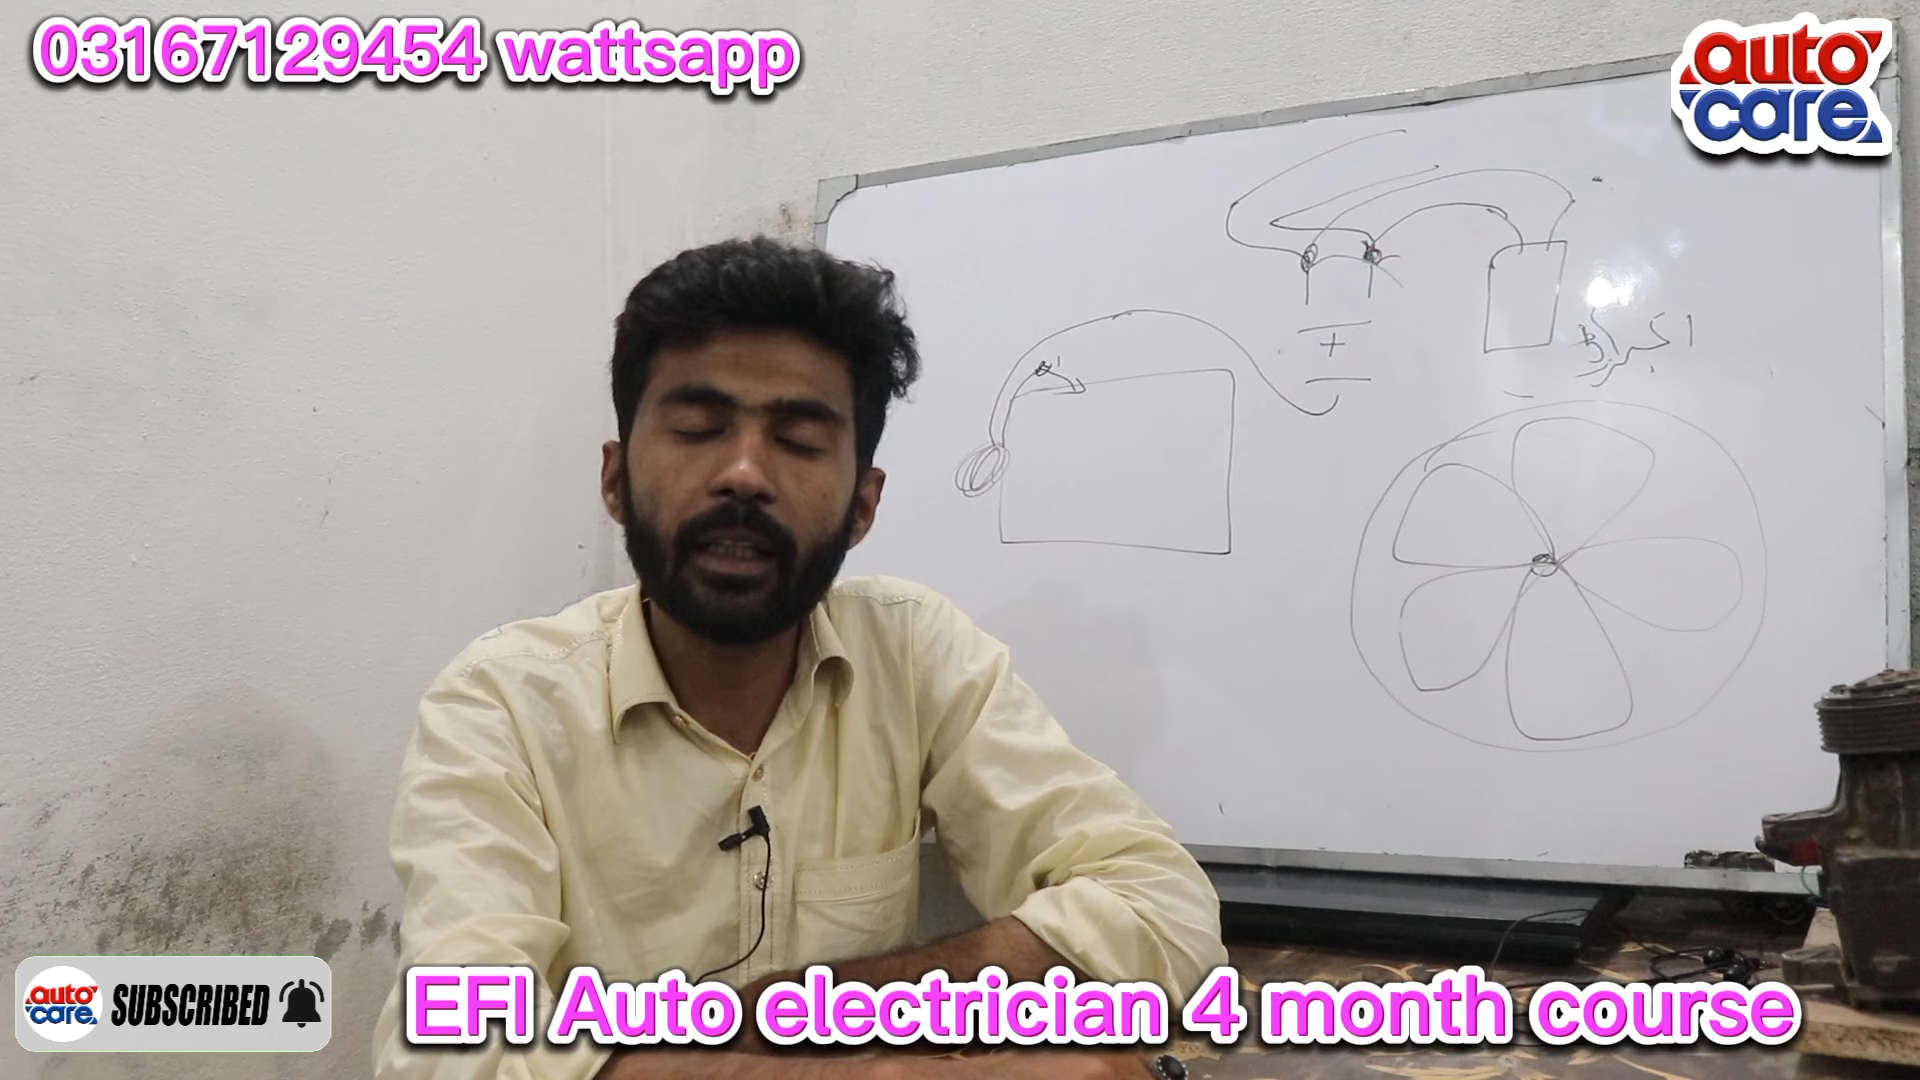 03167129454 wattsapp
auto
care
+
auto
care
SUBSCRIBED
EFI Auto electrician 4 month course